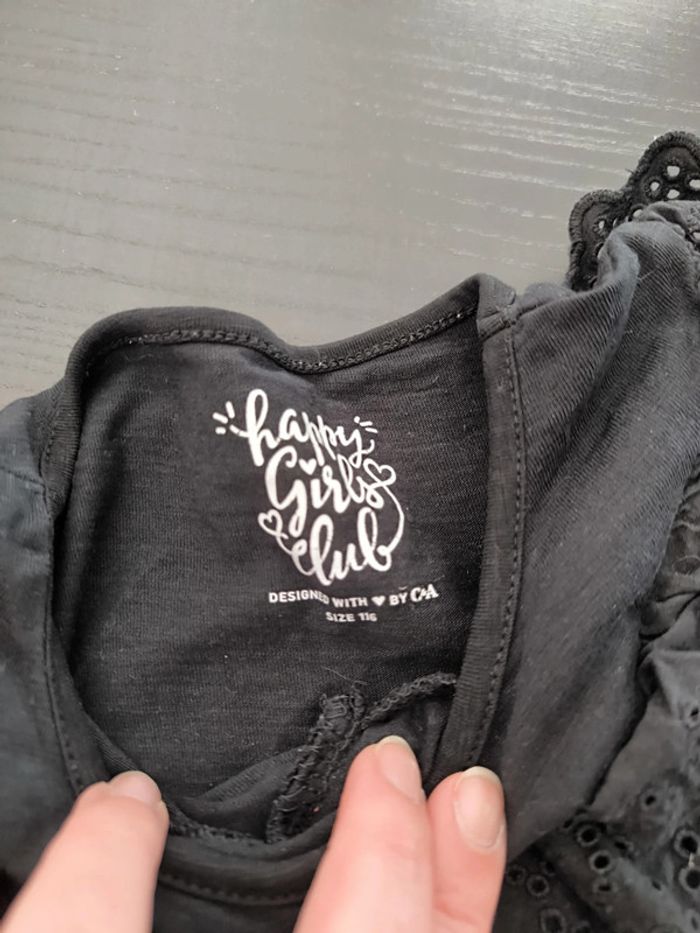 happy
Girls
club
DESIGNED WITH ♥ BY C&A
SIZE 116